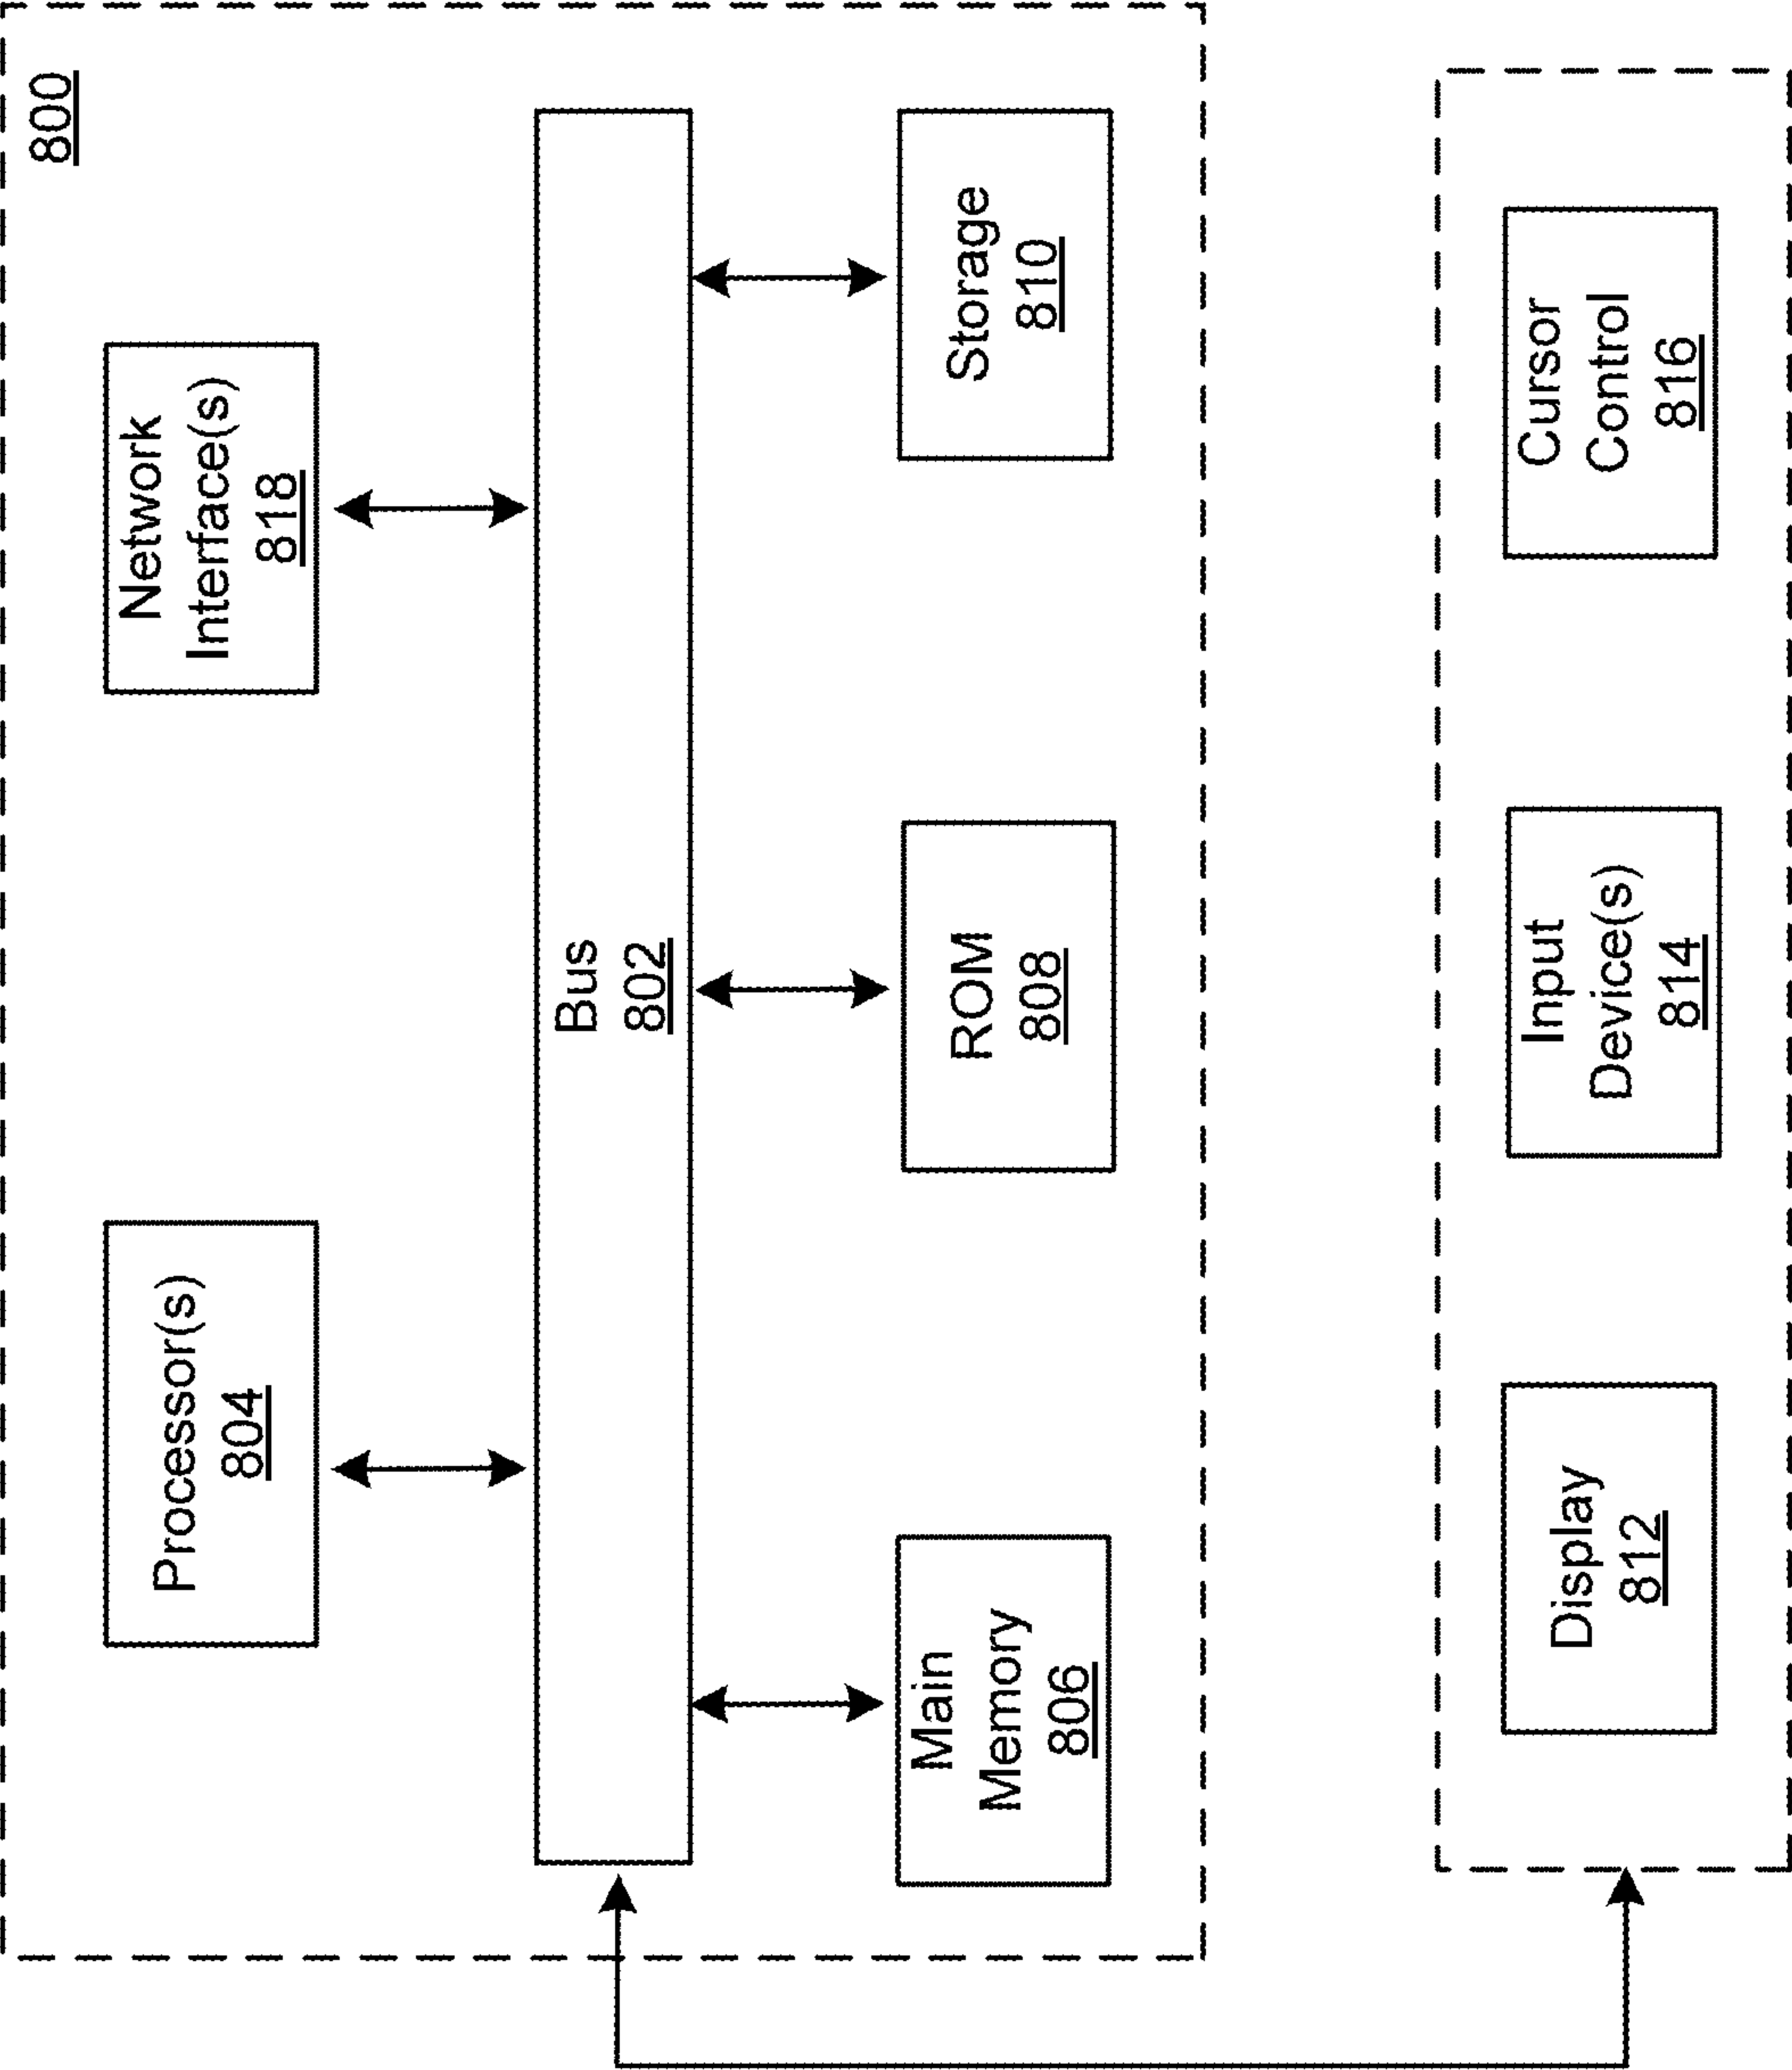 800
Processor(s)
804
Network
Interface(s)
818
Bus
802
Main
Memory
806
ROM
808
Storage
810
Display
812
Input
Device(s)
814
Cursor
Control
816